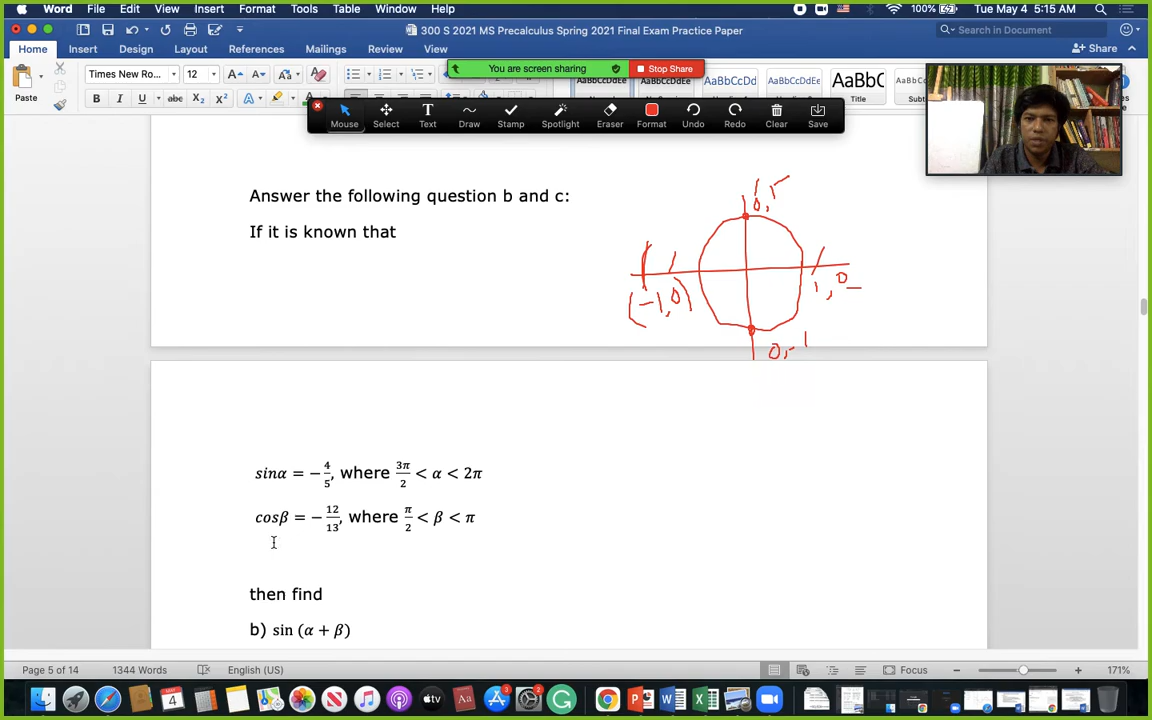 Word File Edit View Insert Format Tools Table Window Help 100% Tue May 4 5:15 AM
300 S 2021 MS Precalculus Spring 2021 Final Exam Practice Paper
Search in Document
Home Insert Design Layout References Mailings Review View
Share
You are screen sharing
Stop Share
Paste
Times New Ro...
12
AaBbCcDdEe
AaBbCcDc
AaBbC
Title
Mouse Select Text Draw Stamp Spotlight Eraser Format Undo Redo Clear Save
Answer the following question b and c:
If it is known that
0,1
(-1,0)
1,0
0,-1
sinα = −4/5, where 3π/2 < α < 2π
cosβ = −12/13, where π/2 < β < π
then find
b) sin (α + β)
Page 5 of 14 1344 Words English (US) Focus 171%